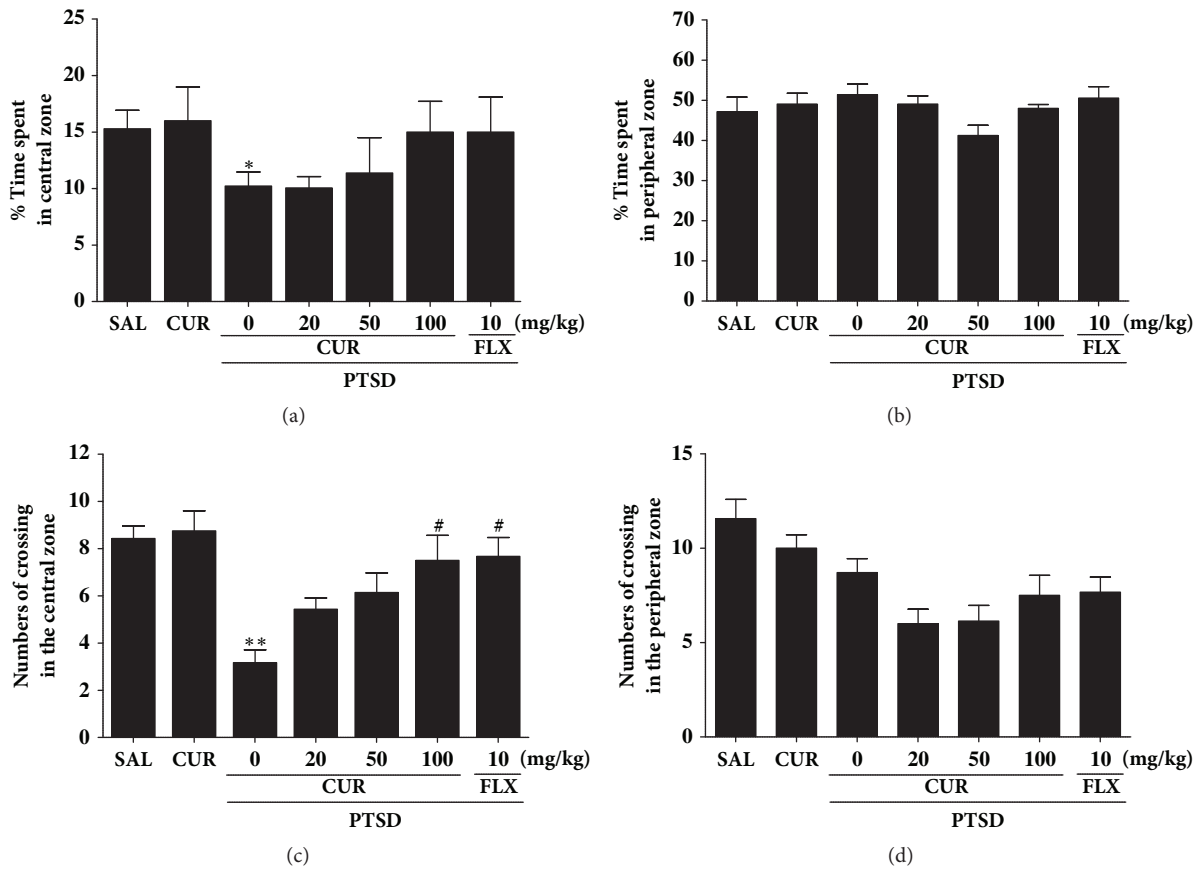 % Time spent
in central zone
25
20
15
10
5
0
*
SAL CUR 0 20 50 100 10 (mg/kg)
CUR FLX
PTSD
(a)
% Time spent
in peripheral zone
70
60
50
40
30
20
10
0
SAL CUR 0 20 50 100 10 (mg/kg)
CUR FLX
PTSD
(b)
Numbers of crossing
in the central zone
12
10
8
6
4
2
0
**
# #
SAL CUR 0 20 50 100 10 (mg/kg)
CUR FLX
PTSD
(c)
Numbers of crossing
in the peripheral zone
15
10
5
0
SAL CUR 0 20 50 100 10 (mg/kg)
CUR FLX
PTSD
(d)